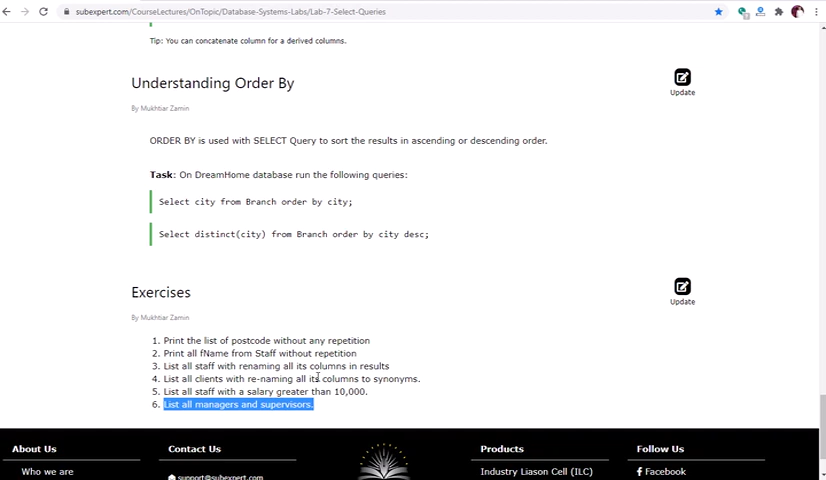 subexpert.com/CourseLectures/OnTopic/Database-Systems-Labs/Lab-7-Select-Queries
Tip: You can concatenate column for a derived columns.
Understanding Order By
Update
By Mukhtiar Zamin
ORDER BY is used with SELECT Query to sort the results in ascending or descending order.
Task: On DreamHome database run the following queries:
Select city from Branch order by city;
Select distinct(city) from Branch order by city desc;
Exercises
Update
By Mukhtiar Zamin
1. Print the list of postcode without any repetition
2. Print all fName from Staff without repetition
3. List all staff with renaming all its columns in results
4. List all clients with re-naming all its columns to synonyms.
5. List all staff with a salary greater than 10,000.
6. List all managers and supervisors.
About Us
Contact Us
Products
Follow Us
Who we are
support@subexpert.com
Industry Liason Cell (ILC)
Facebook